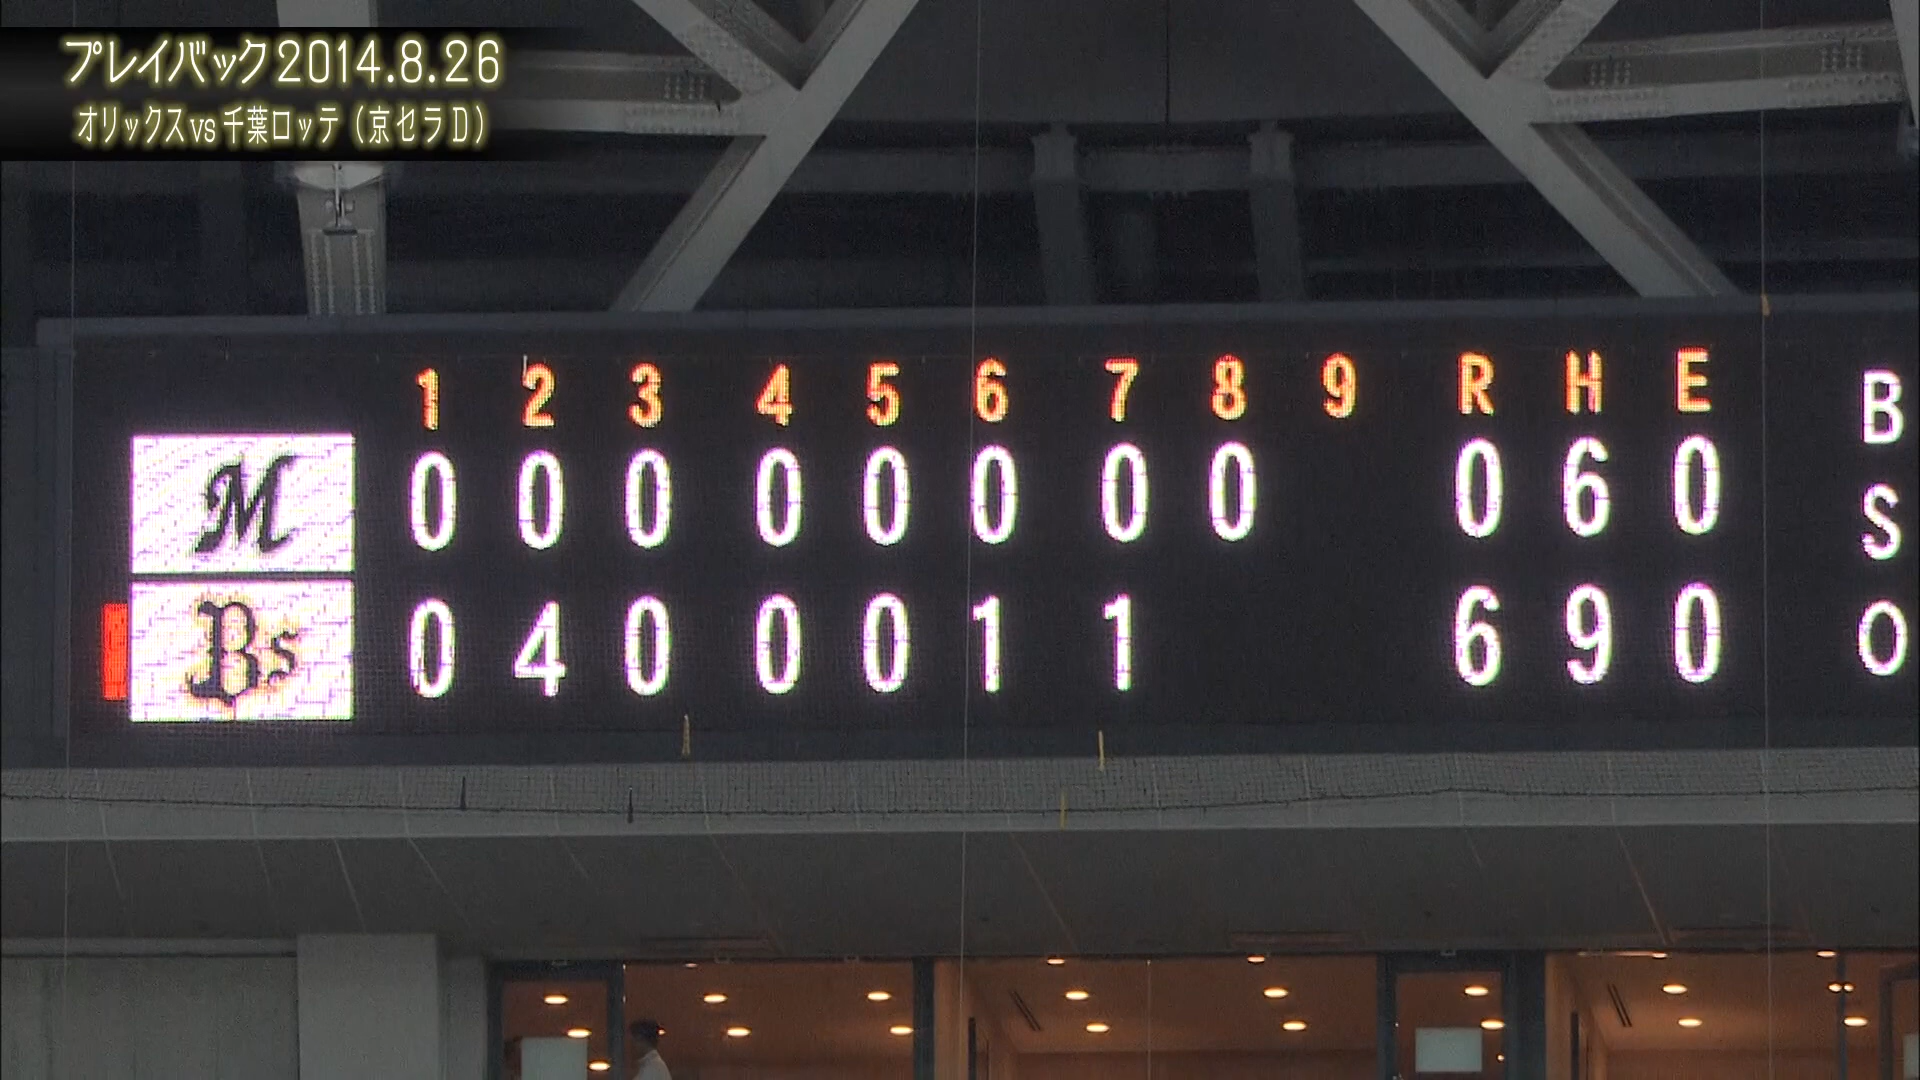 プレイバック2014.8.26
オリックスvs千葉ロッテ(京セラD)
1 2 3 4 5 6 7 8 9 R H E B
M 0 0 0 0 0 0 0 0 0 6 0 S
Bs 0 4 0 0 0 1 1 6 9 0 O